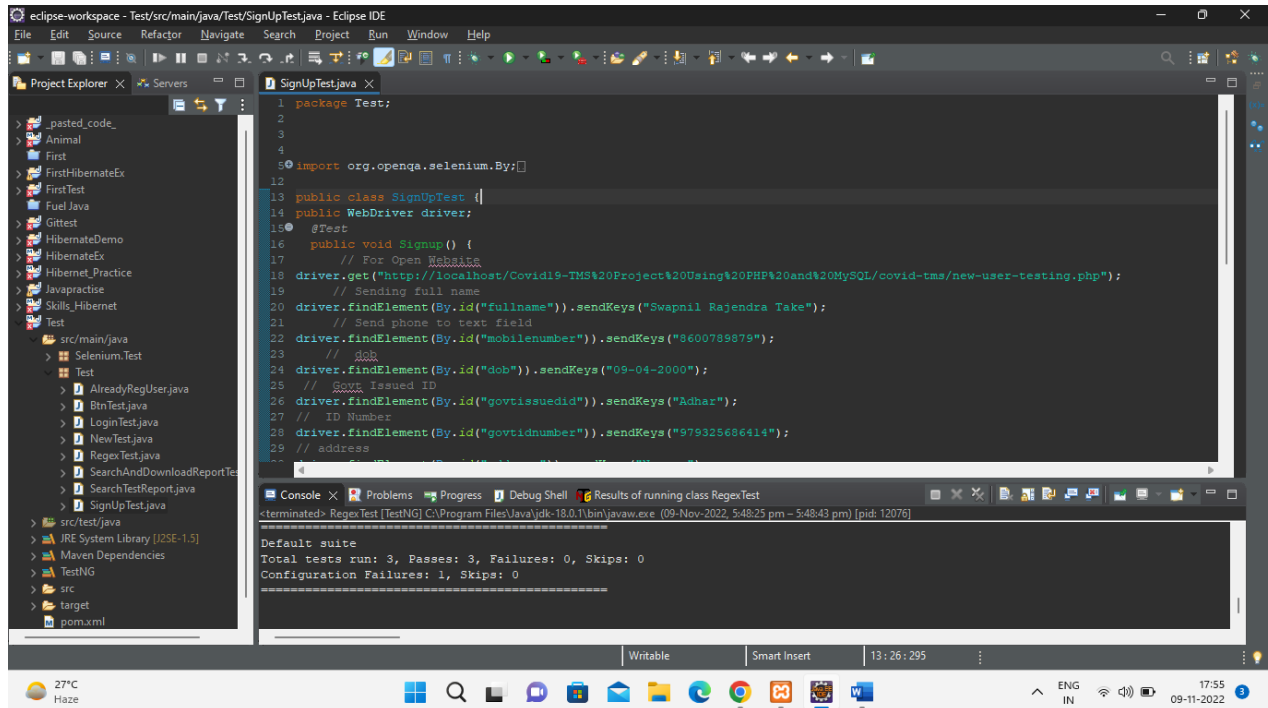 eclipse-workspace - Test/src/main/java/Test/SignUpTest.java - Eclipse IDE
File Edit Source Refactor Navigate Search Project Run Window Help
Project Explorer Servers
_pasted_code_
Animal
First
FirstHibernateEx
FirstTest
Fuel Java
Gittest
HibernateDemo
HibernateEx
Hibernet_Practice
Javapractise
Skills_Hibernet
Test
src/main/java
Selenium.Test
Test
AlreadyRegUser.java
BtnTest.java
LoginTest.java
NewTest.java
RegexTest.java
SearchAndDownloadReportTes
SearchTestReport.java
SignUpTest.java
src/test/java
JRE System Library [J2SE-1.5]
Maven Dependencies
TestNG
src
target
pom.xml
SignUpTest.java
1 package Test;
2
3
4
5 import org.openqa.selenium.By;
12
13 public class SignUpTest {
14 public WebDriver driver;
15 @Test
16 public void Signup() {
17 // For Open Website
18 driver.get("http://localhost/Covid19-TMS%20Project%20Using%20PHP%20and%20MySQL/covid-tms/new-user-testing.php");
19 // Sending full name
20 driver.findElement(By.id("fullname")).sendKeys("Swapnil Rajendra Take");
21 // Send phone to text field
22 driver.findElement(By.id("mobilenumber")).sendKeys("8600789879");
23 // dob
24 driver.findElement(By.id("dob")).sendKeys("09-04-2000");
25 // Govt Issued ID
26 driver.findElement(By.id("govtissuedid")).sendKeys("Adhar");
27 // ID Number
28 driver.findElement(By.id("govtidnumber")).sendKeys("979325686414");
29 // address
Console Problems Progress Debug Shell Results of running class RegexTest
<terminated> RegexTest [TestNG] C:\Program Files\Java\jdk-18.0.1\bin\javaw.exe (09-Nov-2022, 5:48:25 pm – 5:48:43 pm) [pid: 12076]
===============================================
Default suite
Total tests run: 3, Passes: 3, Failures: 0, Skips: 0
Configuration Failures: 1, Skips: 0
===============================================
Writable Smart Insert 13 : 26 : 295
27°C
Haze
ENG
IN
17:55
09-11-2022
3